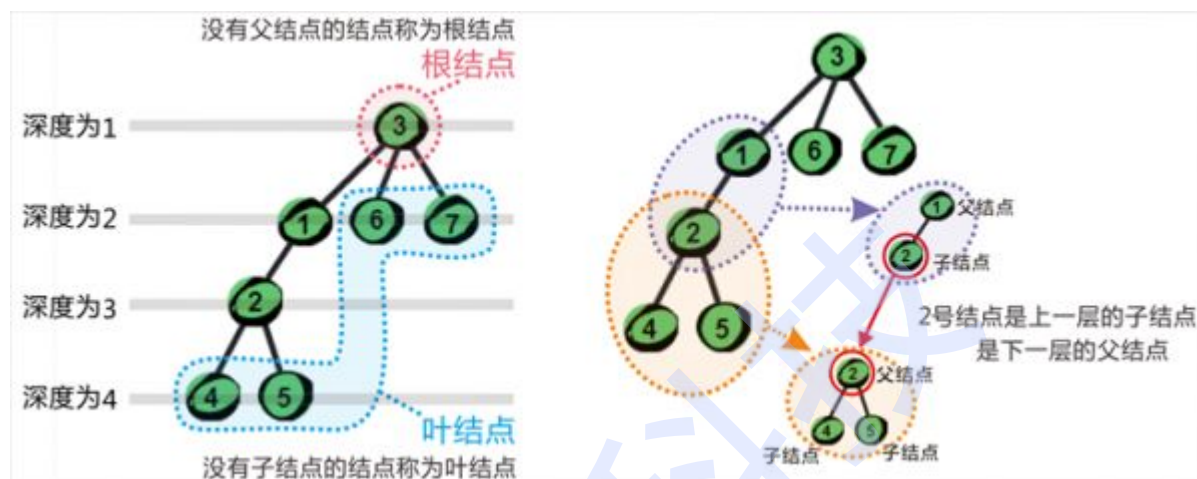 没有父结点的结点称为根结点
根结点
深度为1
3
深度为2
1
6
7
深度为3
2
深度为4
4
5
叶结点
没有子结点的结点称为叶结点
3
1
6
7
2
4
5
1
父结点
2
子结点
2号结点是上一层的子结点
是下一层的父结点
2
父结点
4
5
子结点
子结点
科技